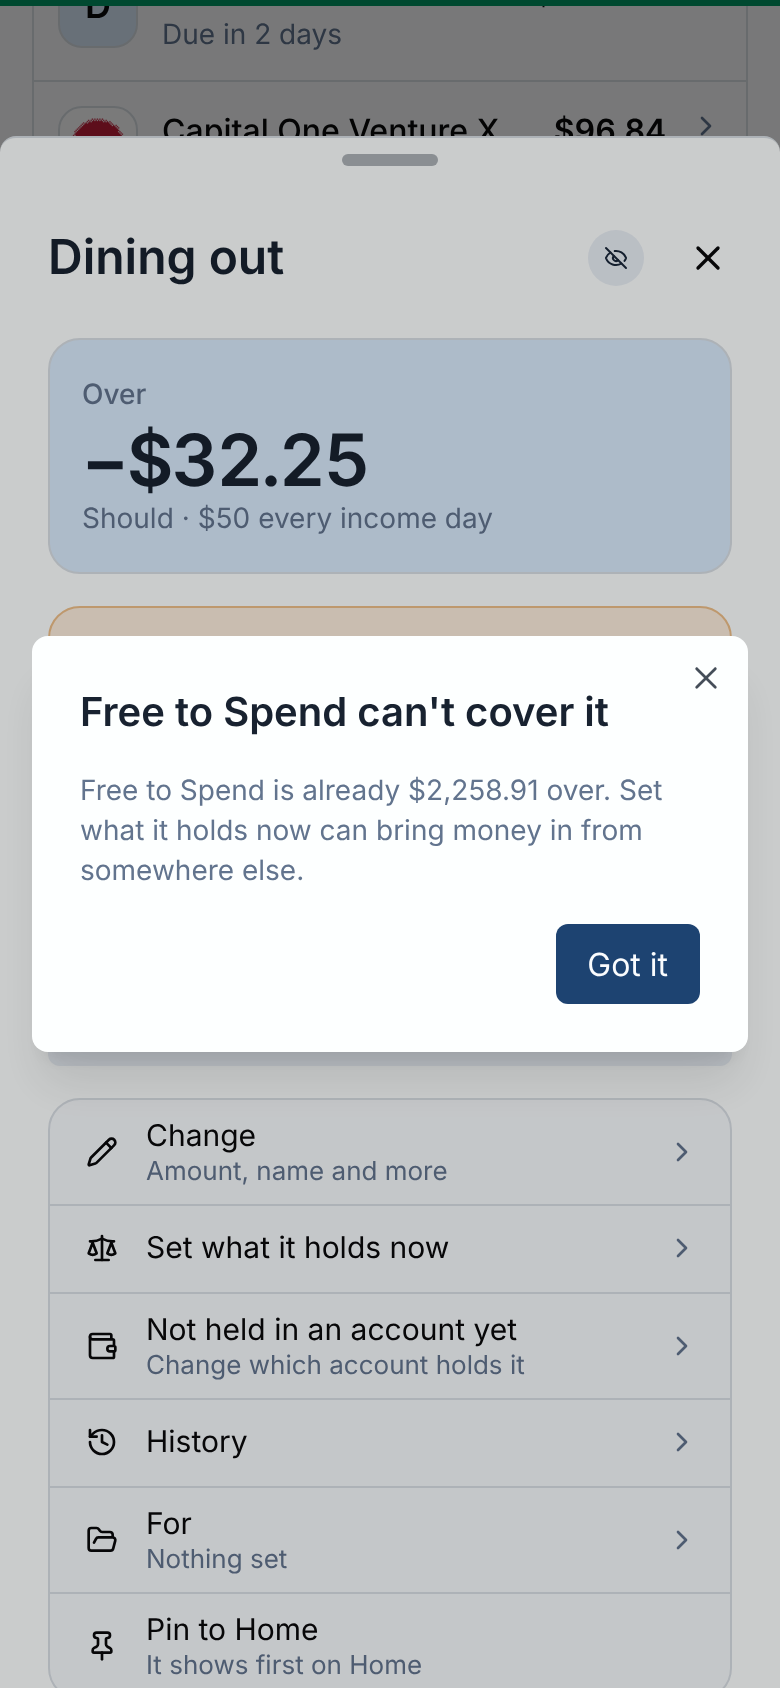 D
Due in 2 days
Capital One Venture X
$96.84
Dining out
Over
−$32.25
Should · $50 every income day
Free to Spend can't cover it
Free to Spend is already $2,258.91 over. Set
what it holds now can bring money in from
somewhere else.
Got it
Change
Amount, name and more
Set what it holds now
Not held in an account yet
Change which account holds it
History
For
Nothing set
Pin to Home
It shows first on Home